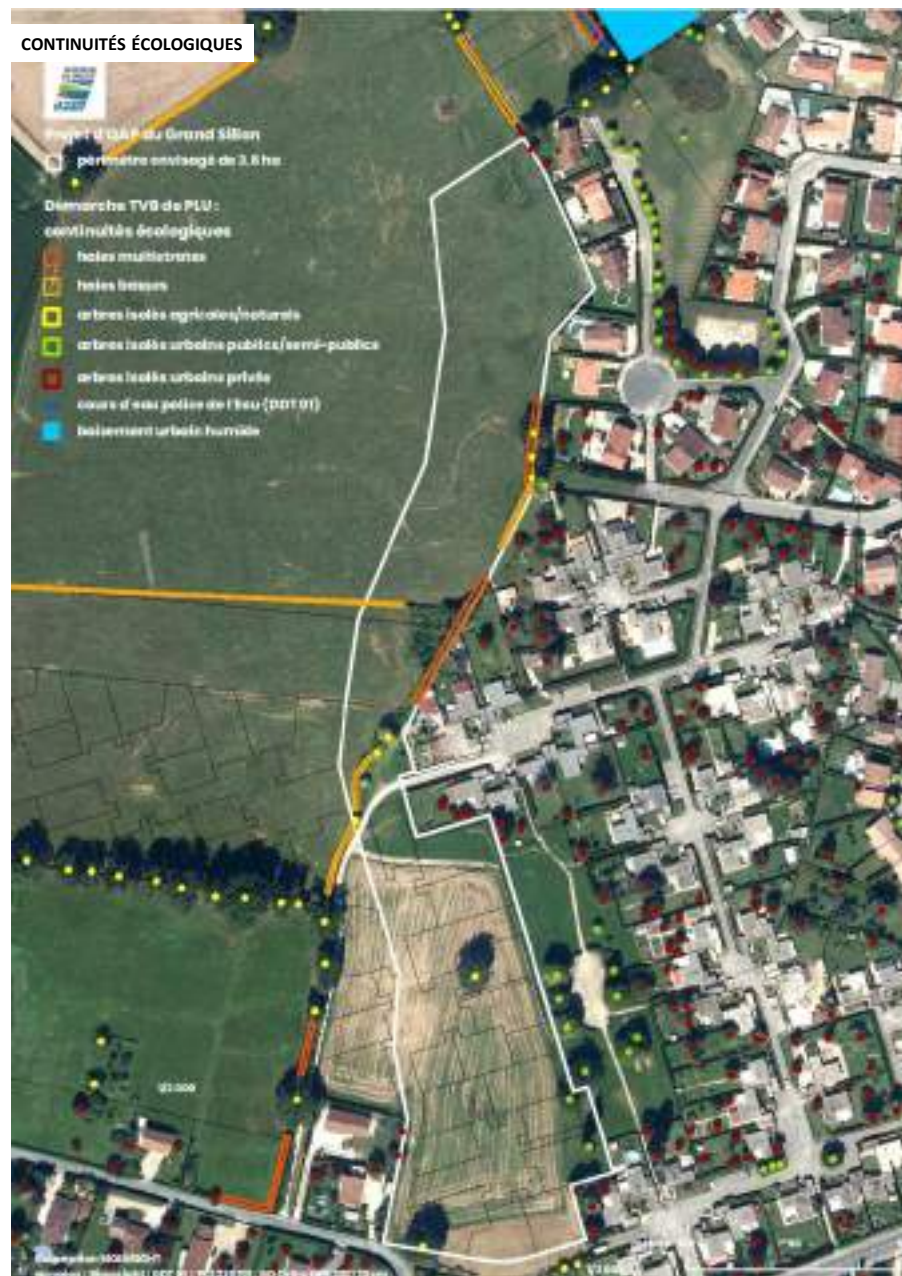 CONTINUITÉS ÉCOLOGIQUES
Projet d'OAP du Grand Sillon
périmètre envisagé de 3.8 ha
Démarche TVB de PLU :
continuités écologiques
haies multistrates
haies basses
arbres isolés agricoles/naturels
arbres isolés urbains publics/semi-publics
arbres isolés urbains privés
cours d'eau police de l'Eau (DDT 01)
boisement urbain humide